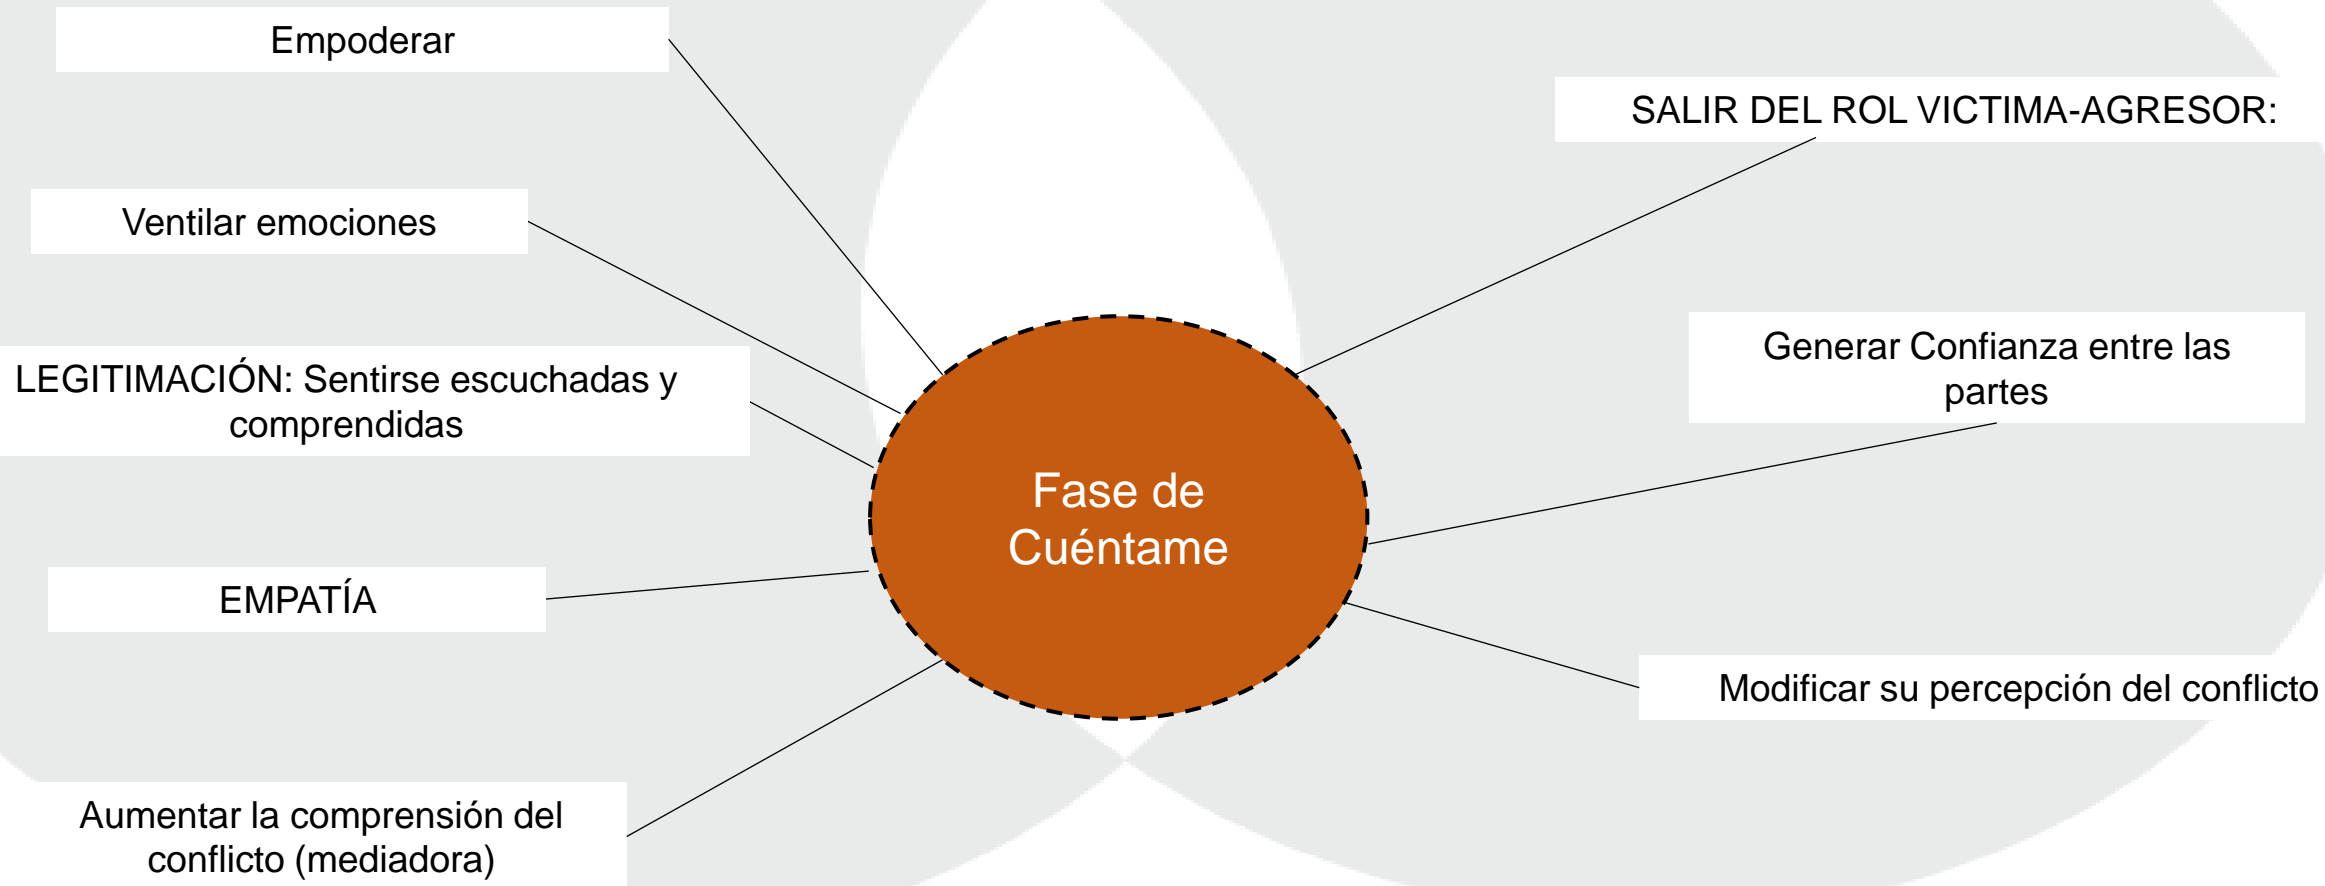 Empoderar
SALIR DEL ROL VICTIMA-AGRESOR:
Ventilar emociones
Generar Confianza entre las
partes
LEGITIMACIÓN: Sentirse escuchadas y
comprendidas
Fase de
Cuéntame
EMPATÍA
Modificar su percepción del conflicto
Aumentar la comprensión del
conflicto (mediadora)